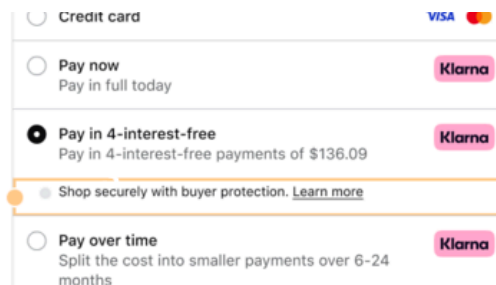 Credit card VISA
Pay now Klarna
Pay in full today
Pay in 4-interest-free Klarna
Pay in 4-interest-free payments of $136.09
Shop securely with buyer protection. Learn more
Pay over time Klarna
Split the cost into smaller payments over 6-24
months